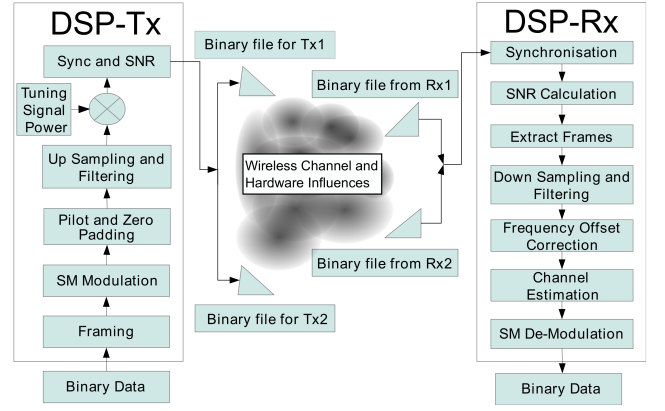 DSP-Tx
Sync and SNR
Tuning
Signal
Power
Up Sampling and
Filtering
Pilot and Zero
Padding
SM Modulation
Framing
Binary Data
Binary file for Tx1
Binary file from Rx1
Wireless Channel and
Hardware Influences
Binary file from Rx2
Binary file for Tx2
DSP-Rx
Synchronisation
SNR Calculation
Extract Frames
Down Sampling and
Filtering
Frequency Offset
Correction
Channel
Estimation
SM De-Modulation
Binary Data